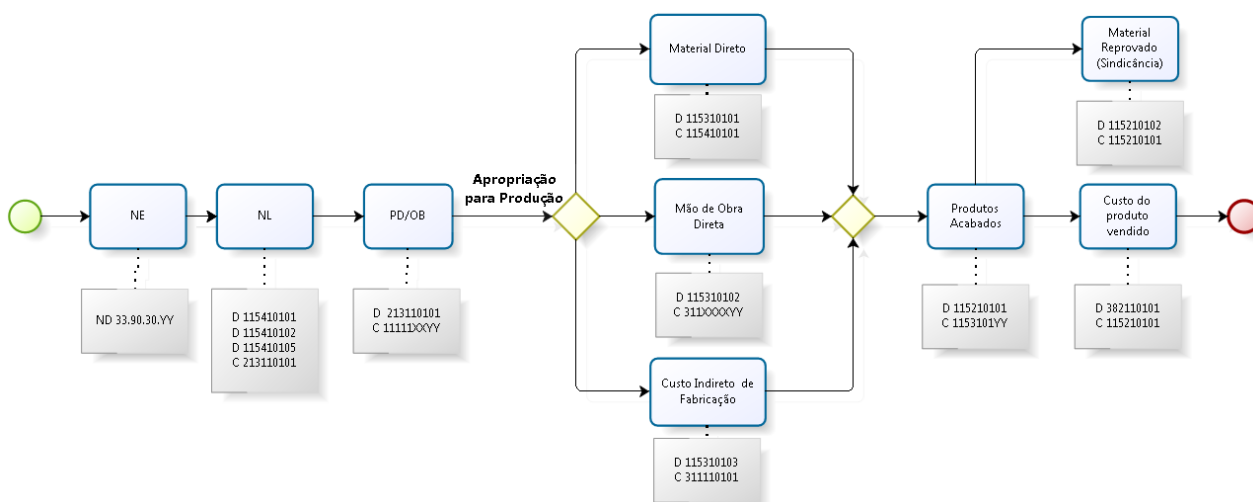 NE
ND 33.90.30.YY
NL
D 115410101
D 115410102
D 115410105
C 213110101
PD/OB
D 213110101
C 11111XXYY
Apropriação
para Produção
Material Direto
D 115310101
C 115410101
Mão de Obra
Direta
D 115310102
C 311XXXXYY
Custo Indireto de
Fabricação
D 115310103
C 311110101
Produtos
Acabados
D 115210101
C 1153101YY
Material
Reprovado
(Sindicância)
D 115210102
C 115210101
Custo do
produto
vendido
D 382110101
C 115210101